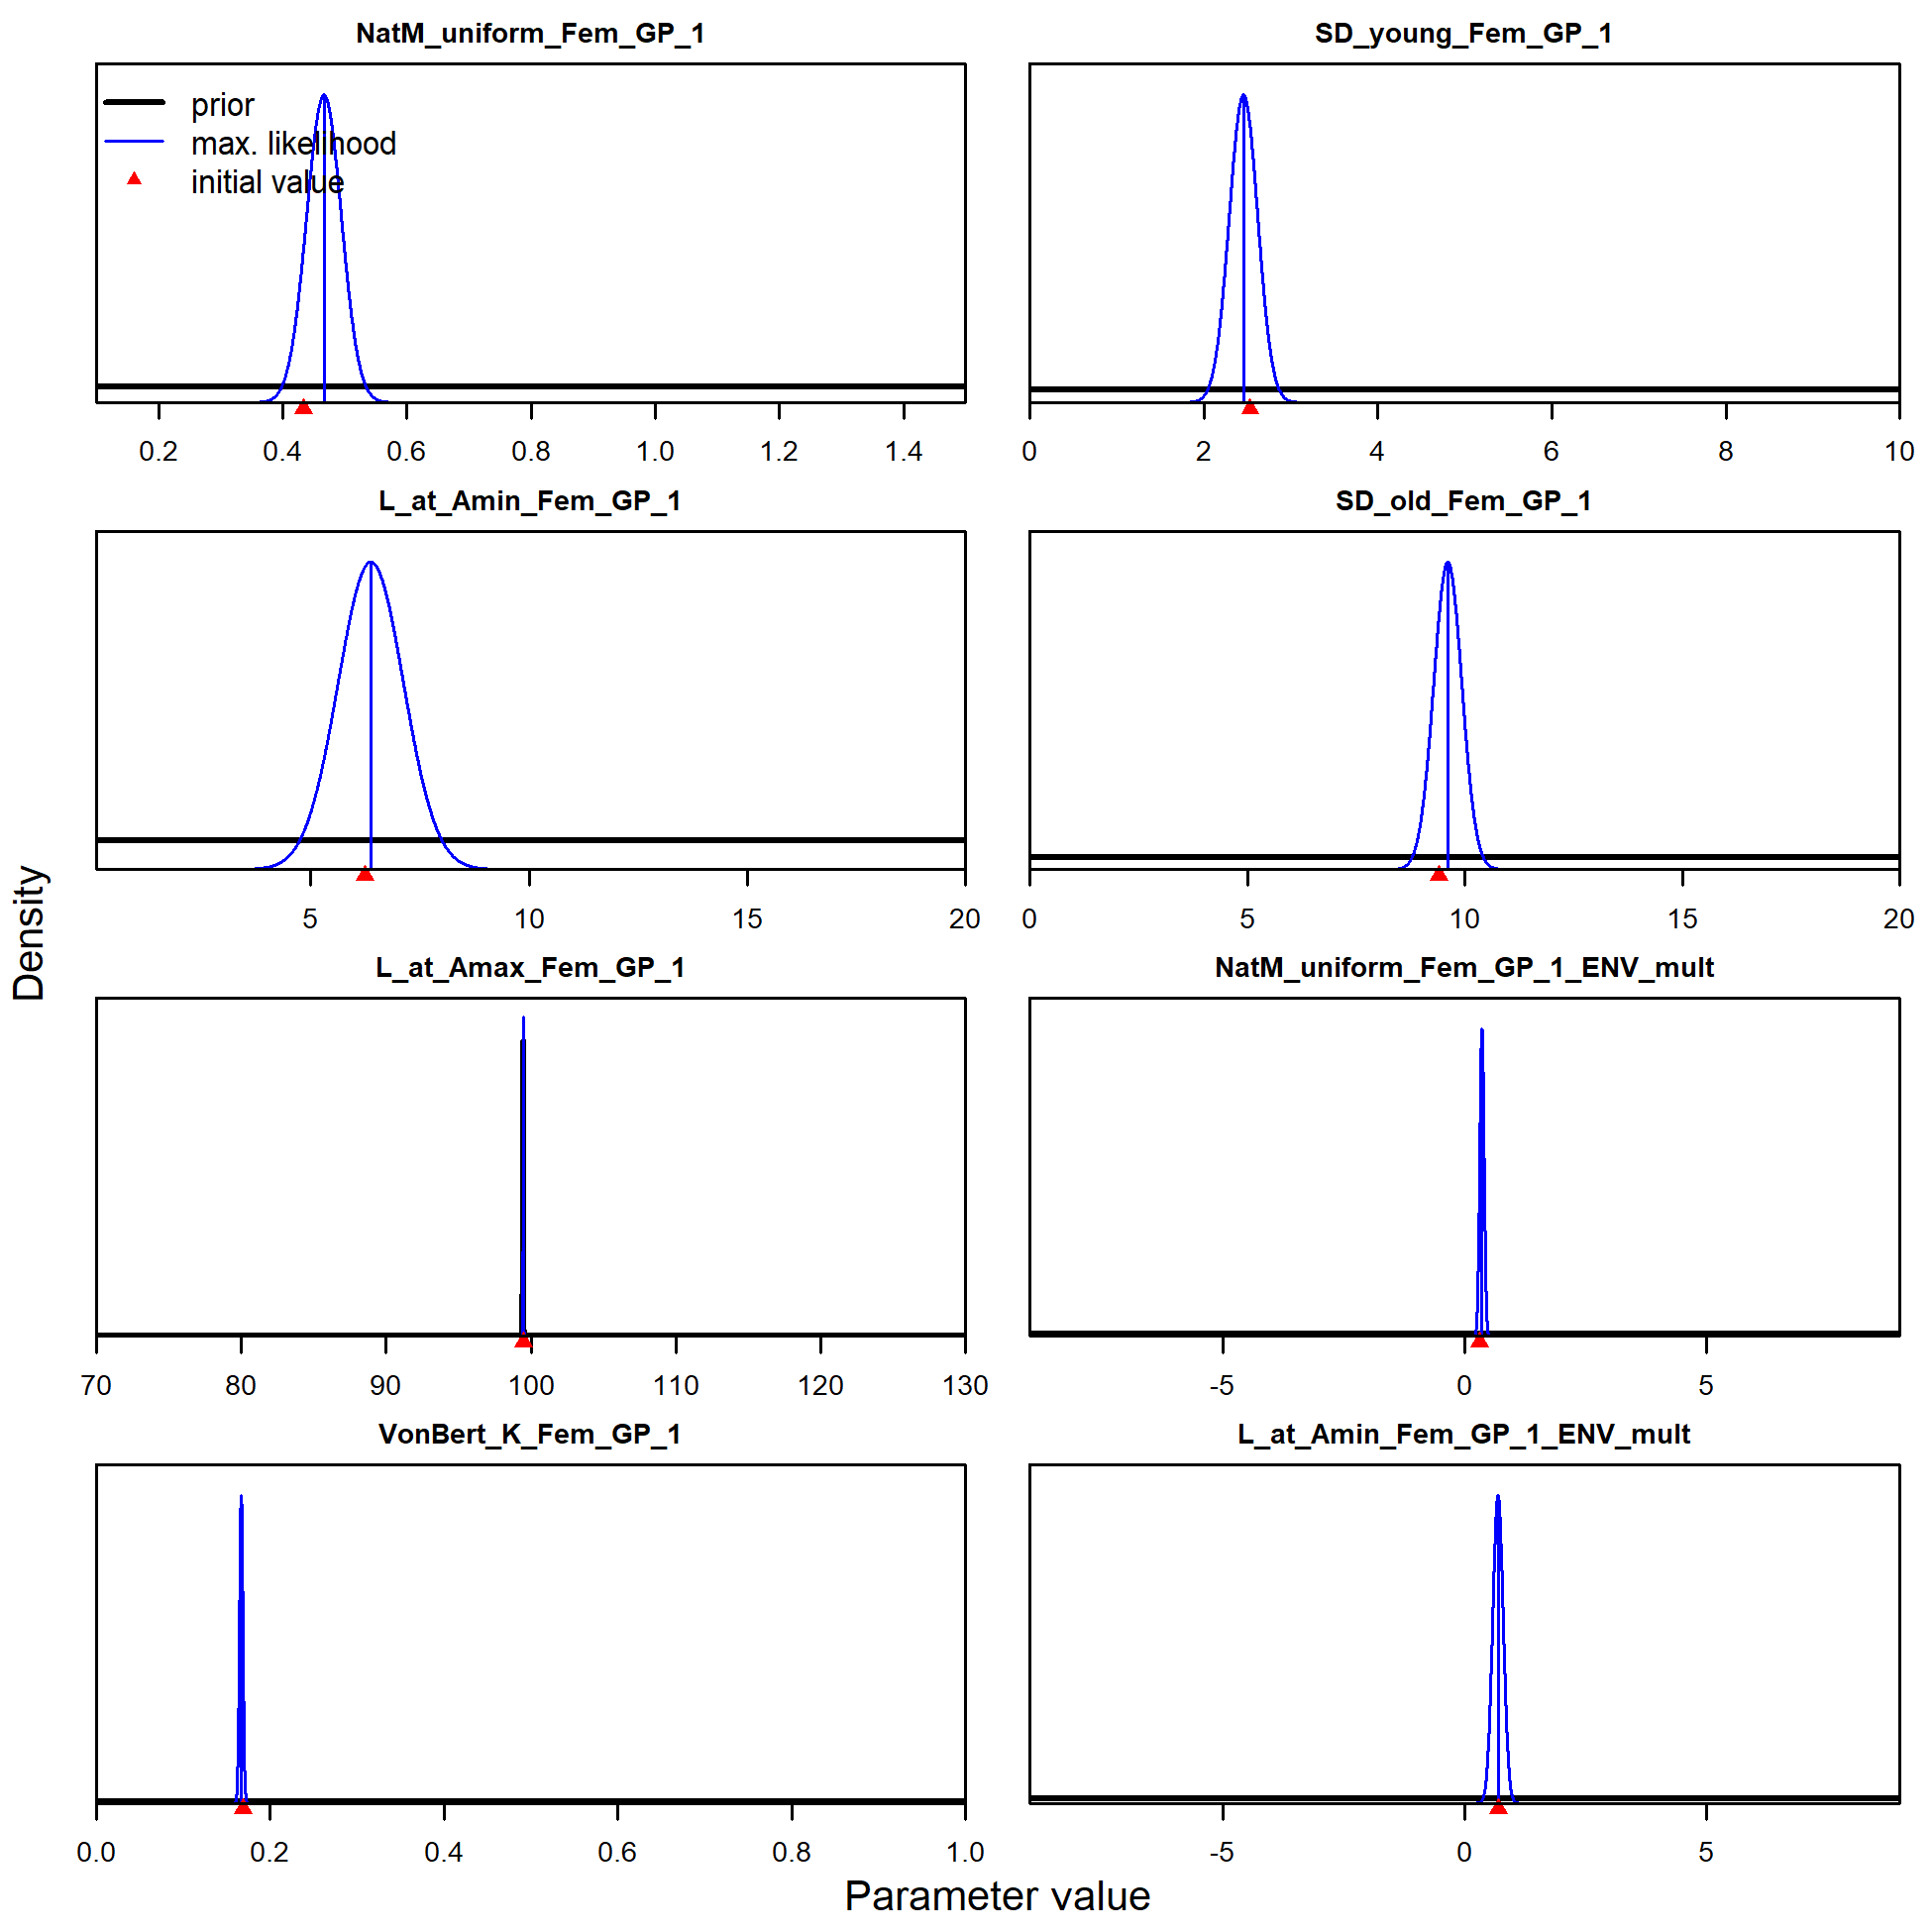 NatM_uniform_Fem_GP_1
prior
max. likelihood
initial value
0.2 0.4 0.6 0.8 1.0 1.2 1.4
SD_young_Fem_GP_1
0 2 4 6 8 10
L_at_Amin_Fem_GP_1
5 10 15 20
SD_old_Fem_GP_1
0 5 10 15 20
L_at_Amax_Fem_GP_1
70 80 90 100 110 120 130
NatM_uniform_Fem_GP_1_ENV_mult
-5 0 5
VonBert_K_Fem_GP_1
0.0 0.2 0.4 0.6 0.8 1.0
L_at_Amin_Fem_GP_1_ENV_mult
-5 0 5
Density
Parameter value